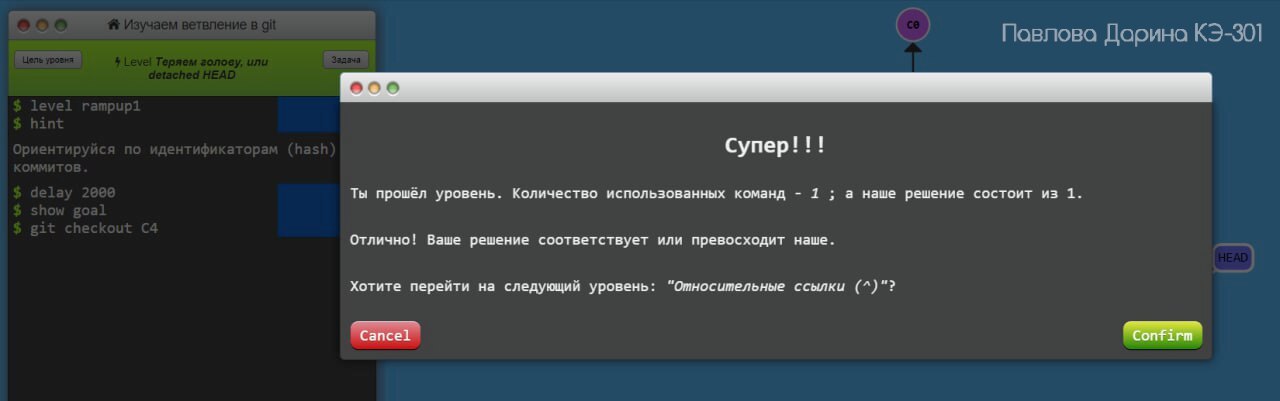 Изучаем ветвление в git
C0
Павлова Дарина КЭ-301
Цель уровня
Level Теряем голову, или
detached HEAD
Задача
$ level rampup1
$ hint
Ориентируйся по идентификаторам (hash)
коммитов.
$ delay 2000
$ show goal
$ git checkout C4
Супер!!!
Ты прошёл уровень. Количество использованных команд - 1 ; а наше решение состоит из 1.
Отлично! Ваше решение соответствует или превосходит наше.
Хотите перейти на следующий уровень: "Относительные ссылки (^)"?
Cancel
Confirm
HEAD